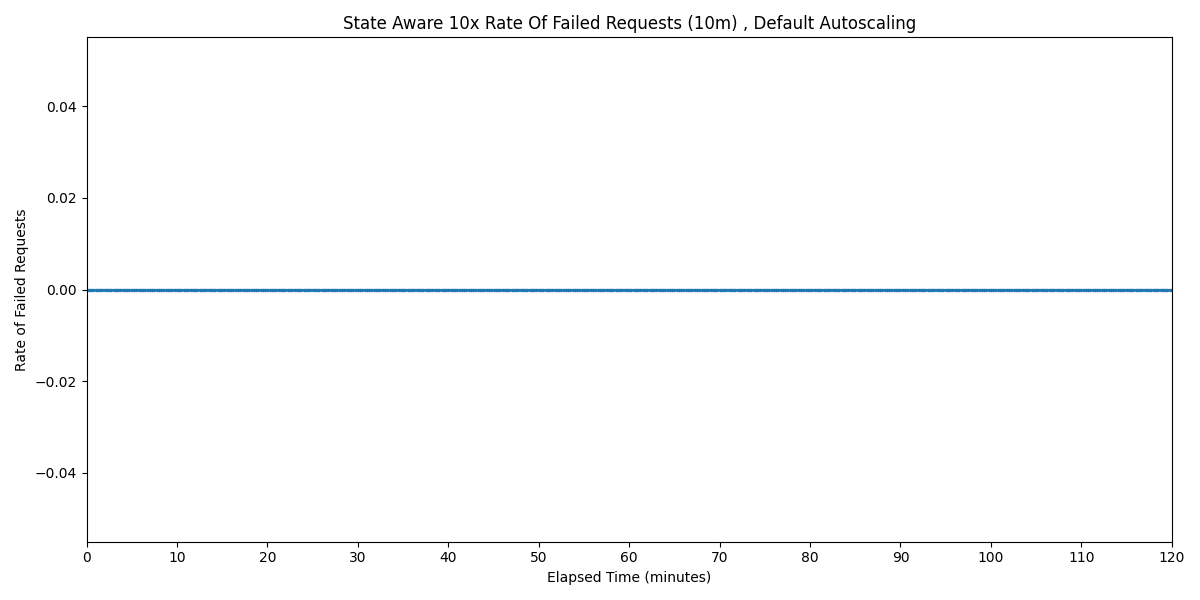 State Aware 10x Rate Of Failed Requests (10m) , Default Autoscaling
Rate of Failed Requests
0.04
0.02
0.00
−0.02
−0.04
0 10 20 30 40 50 60 70 80 90 100 110 120
Elapsed Time (minutes)